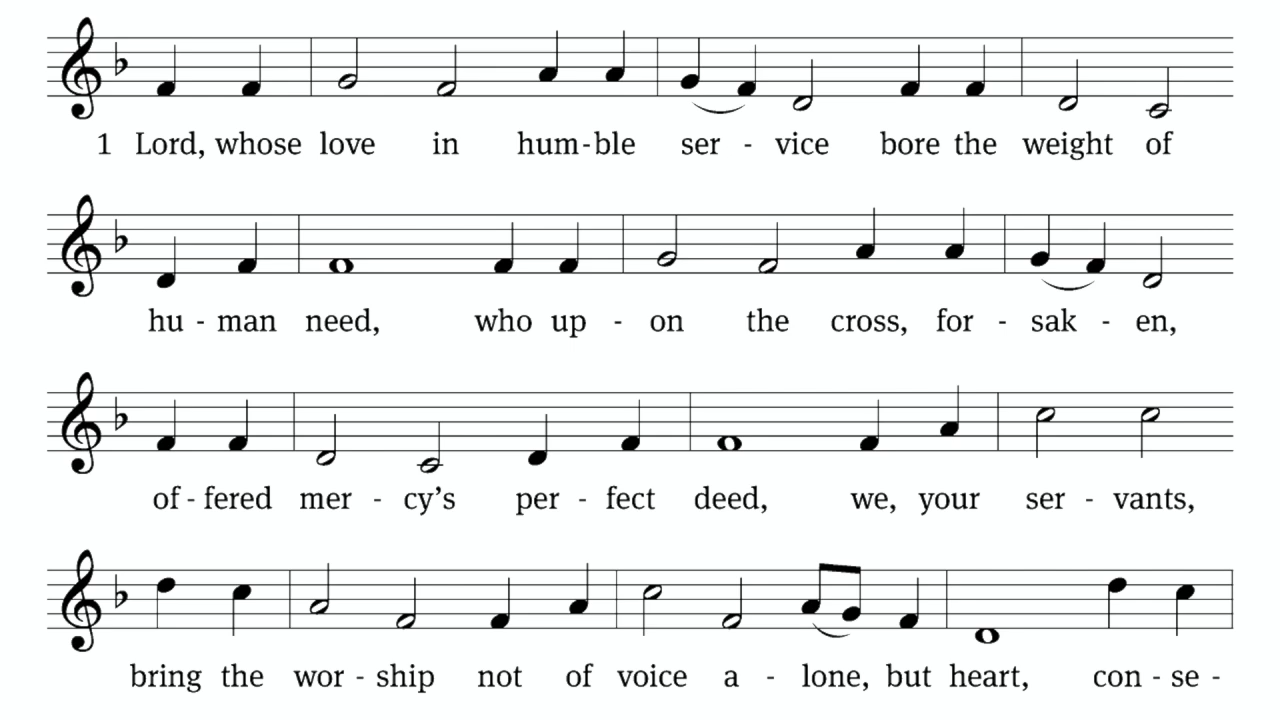 1 Lord, whose love in hum-ble ser - vice bore the weight of
hu - man need, who up - on the cross, for - sak - en,
of - fered mer - cy’s per - fect deed, we, your ser - vants,
bring the wor - ship not of voice a - lone, but heart, con - se -